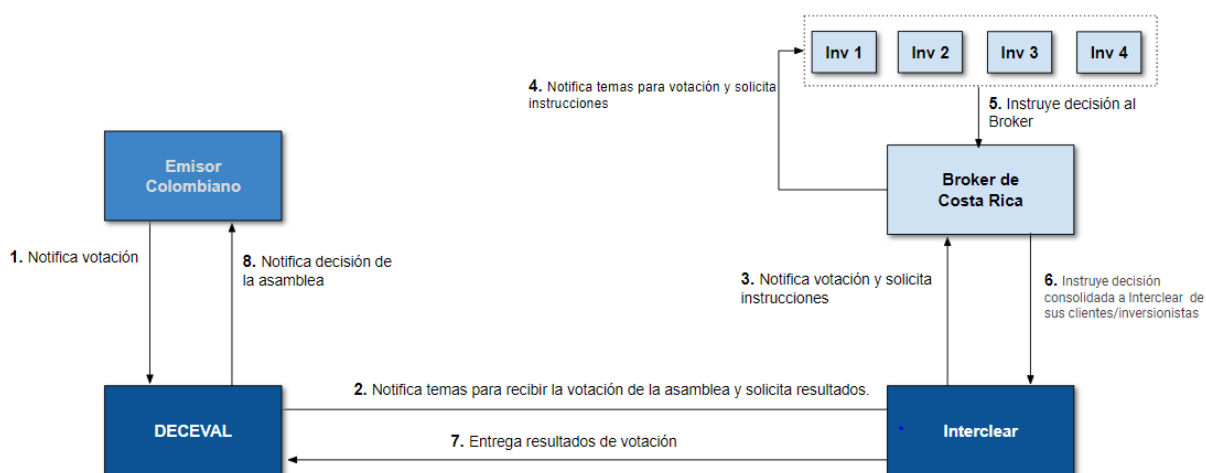 Inv 1
Inv 2
Inv 3
Inv 4
4. Notifica temas para votación y solicita
instrucciones
5. Instruye decisión al
Broker
Emisor
Colombiano
Broker de
Costa Rica
1. Notifica votación
8. Notifica decisión de
la asamblea
3. Notifica votación y solicita
instrucciones
6. Instruye decisión
consolidada a Interclear de
sus clientes/inversionistas
2. Notifica temas para recibir la votación de la asamblea y solicita resultados.
DECEVAL
7. Entrega resultados de votación
Interclear